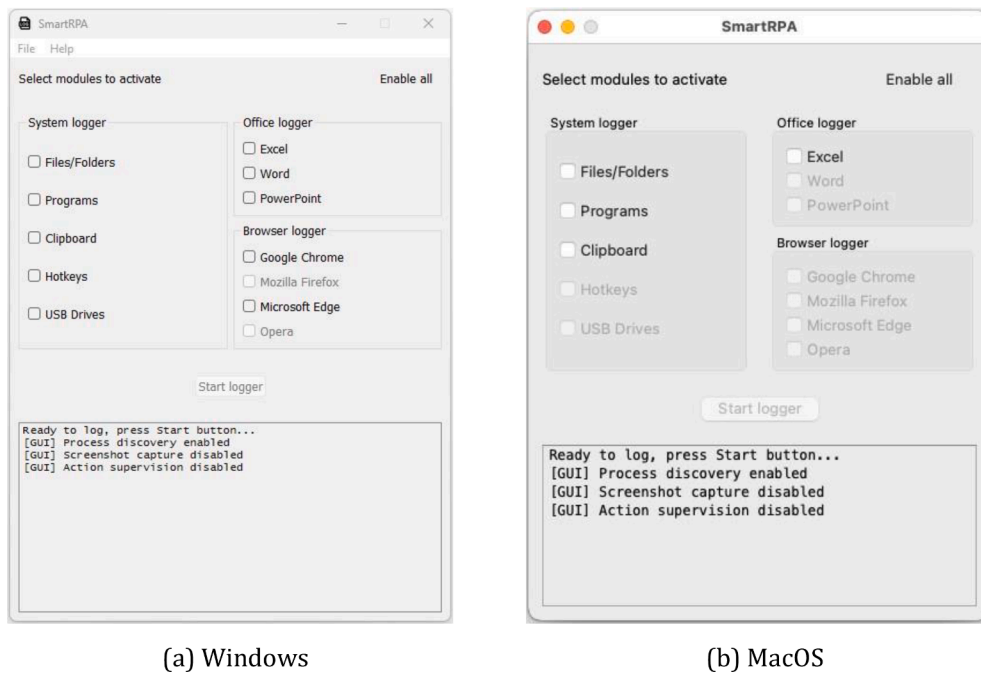 SmartRPA
File Help
Select modules to activate Enable all
System logger
Files/Folders
Programs
Clipboard
Hotkeys
USB Drives
Office logger
Excel
Word
PowerPoint
Browser logger
Google Chrome
Mozilla Firefox
Microsoft Edge
Opera
Start logger
Ready to log, press Start button...
[GUI] Process discovery enabled
[GUI] Screenshot capture disabled
[GUI] Action supervision disabled
(a) Windows
SmartRPA
Select modules to activate Enable all
System logger
Files/Folders
Programs
Clipboard
Hotkeys
USB Drives
Office logger
Excel
Word
PowerPoint
Browser logger
Google Chrome
Mozilla Firefox
Microsoft Edge
Opera
Start logger
Ready to log, press Start button...
[GUI] Process discovery enabled
[GUI] Screenshot capture disabled
[GUI] Action supervision disabled
(b) MacOS